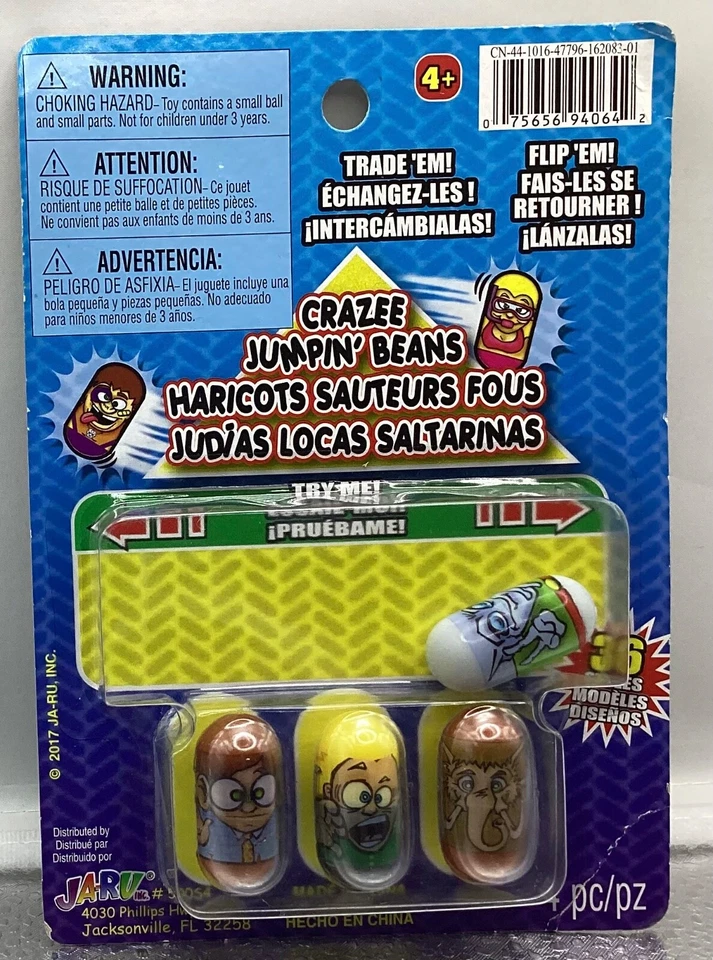 WARNING:
CHOKING HAZARD– Toy contains a small ball
and small parts. Not for children under 3 years.
ATTENTION:
RISQUE DE SUFFOCATION– Ce jouet
contient une petite balle et de petites pièces.
Ne convient pas aux enfants de moins de 3 ans.
ADVERTENCIA:
PELIGRO DE ASFIXIA– El juguete incluye una
bola pequeña y piezas pequeñas. No adecuado
para niños menores de 3 años.
4+
CN-44-1016-47796-162083-01
0 75656 94064 2
TRADE 'EM!
ÉCHANGEZ-LES !
¡INTERCÁMBIALAS!
FLIP 'EM!
FAIS-LES SE
RETOURNER !
¡LÁNZALAS!
CRAZEE
JUMPIN' BEANS
HARICOTS SAUTEURS FOUS
JUDÍAS LOCAS SALTARINAS
TRY ME!
¡PRUÉBAME!
36
MODÈLES
DISEÑOS
© 2017 JA-RU, INC.
Distributed by
Distribué par
Distribuido por
JA-RU INC. ®
4030 Phillips
Jacksonville, FL 32258
MADE
HECHO EN CHINA
pc/pz